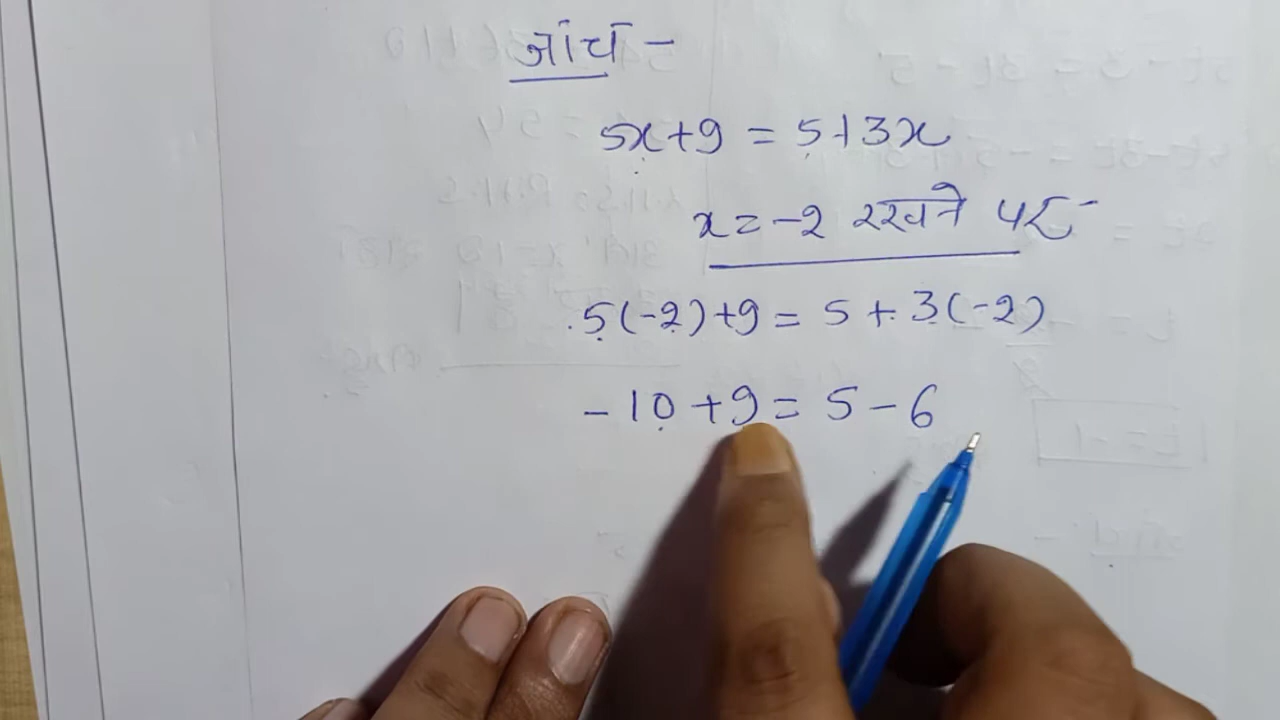 जांच -
5x+9 = 5+3x
x=-2 रखने पर -
5(-2)+9 = 5+3(-2)
-10+9 = 5-6